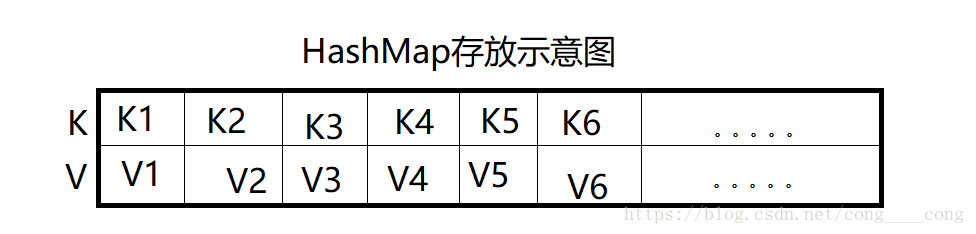 HashMap存放示意图
K K1 K2 K3 K4 K5 K6 。。。。。
V V1 V2 V3 V4 V5 V6 。。。。。
https://blog.csdn.net/cong____cong